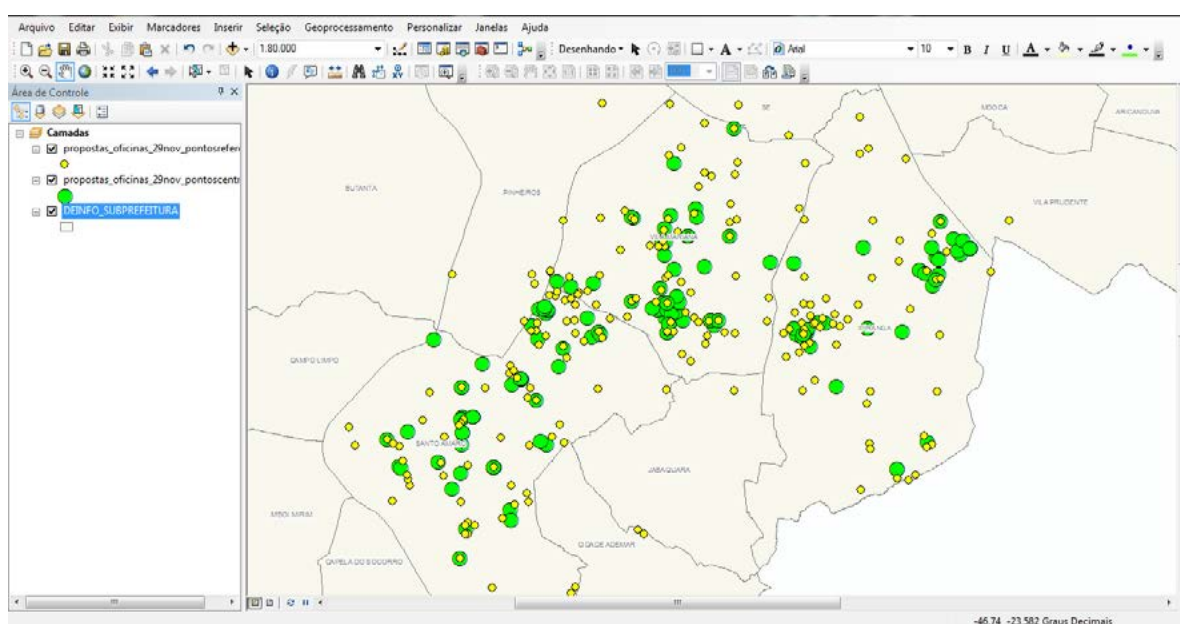 Arquivo Editar Exibir Marcadores Inserir Seleção Geoprocessamento Personalizar Janelas Ajuda
1:80.000 Desenhando A Arial 10 B I U A
Área de Controle
Camadas
propostas_oficinas_29nov_pontosrefere
propostas_oficinas_29nov_pontoscentr
DEINFO_SUBPREFEITURA
SE
MOOCA
ARICANDUVA
BUTANTA
PINHEIROS
VILA PRUDENTE
VILA MARIANA
IPIRANGA
CAMPO LIMPO
SANTO AMARO
JABAQUARA
M'BOI MIRIM
CIDADE ADEMAR
CAPELA DO SOCORRO
-46,74 -23,582 Graus Decimais